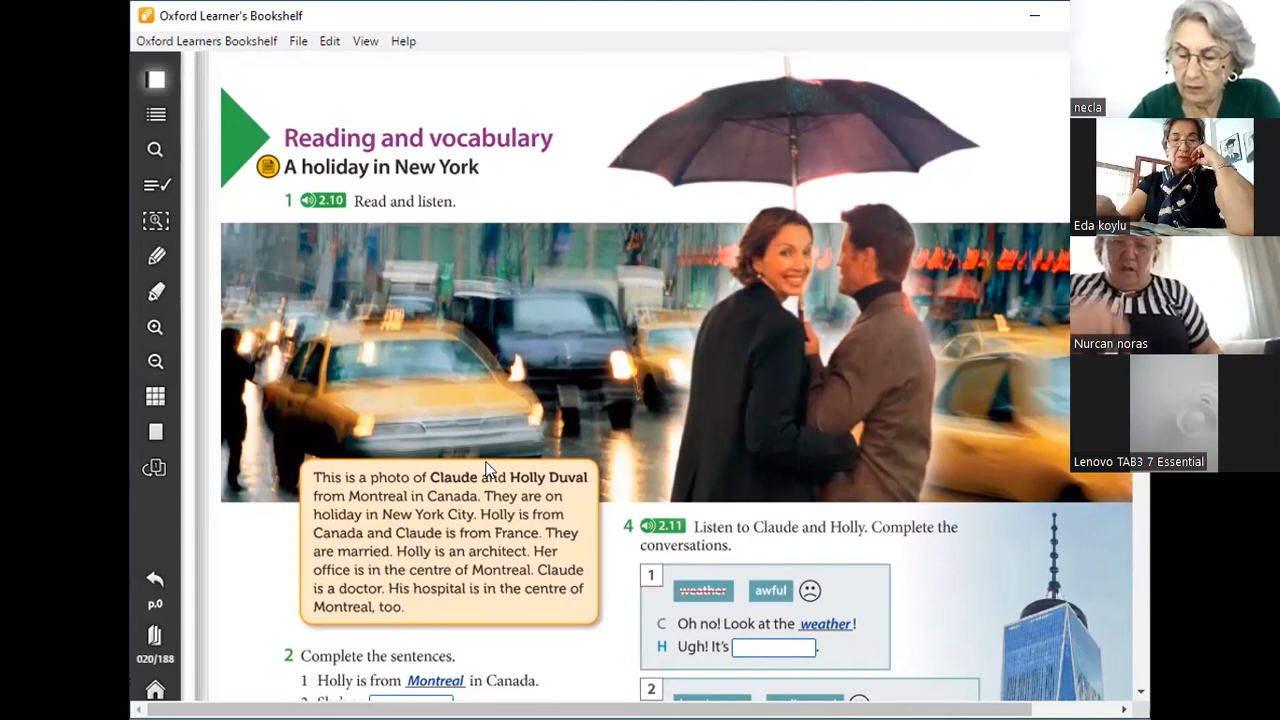 Oxford Learner's Bookshelf
Oxford Learners Bookshelf File Edit View Help
Reading and vocabulary
A holiday in New York
1 2.10 Read and listen.
This is a photo of Claude and Holly Duval
from Montreal in Canada. They are on
holiday in New York City. Holly is from
Canada and Claude is from France. They
are married. Holly is an architect. Her
office is in the centre of Montreal. Claude
is a doctor. His hospital is in the centre of
Montreal, too.
2 Complete the sentences.
1 Holly is from Montreal in Canada.
4 2.11 Listen to Claude and Holly. Complete the
conversations.
1
weather awful
C Oh no! Look at the weather!
H Ugh! It's .
2
p.0
020/188
necla
Eda koylu
Nurcan noras
Lenovo TAB3 7 Essential